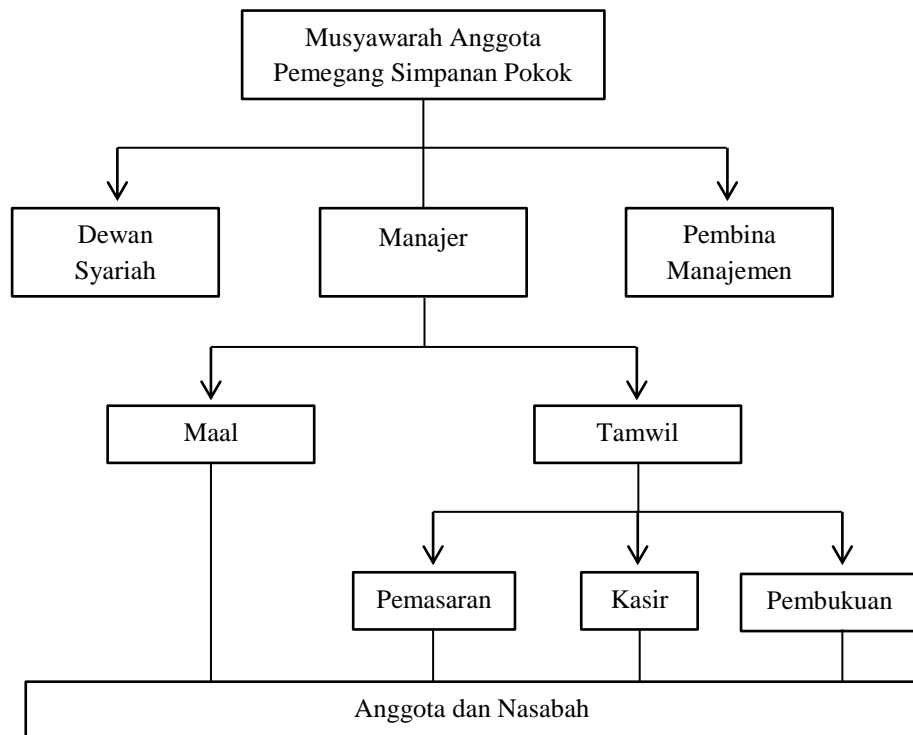 Musyawarah Anggota
Pemegang Simpanan Pokok
Dewan
Syariah
Manajer
Pembina
Manajemen
Maal
Tamwil
Pemasaran
Kasir
Pembukuan
Anggota dan Nasabah